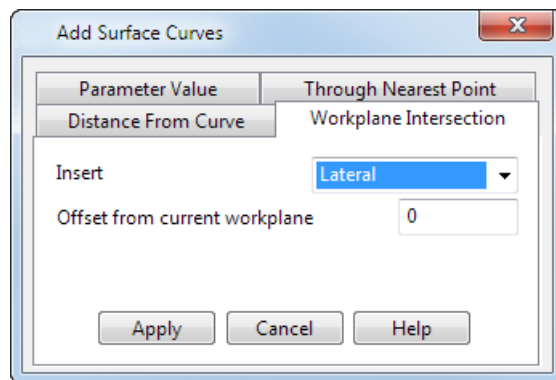 Add Surface Curves
Parameter Value Through Nearest Point
Distance From Curve Workplane Intersection
Insert Lateral
Offset from current workplane 0
Apply Cancel Help